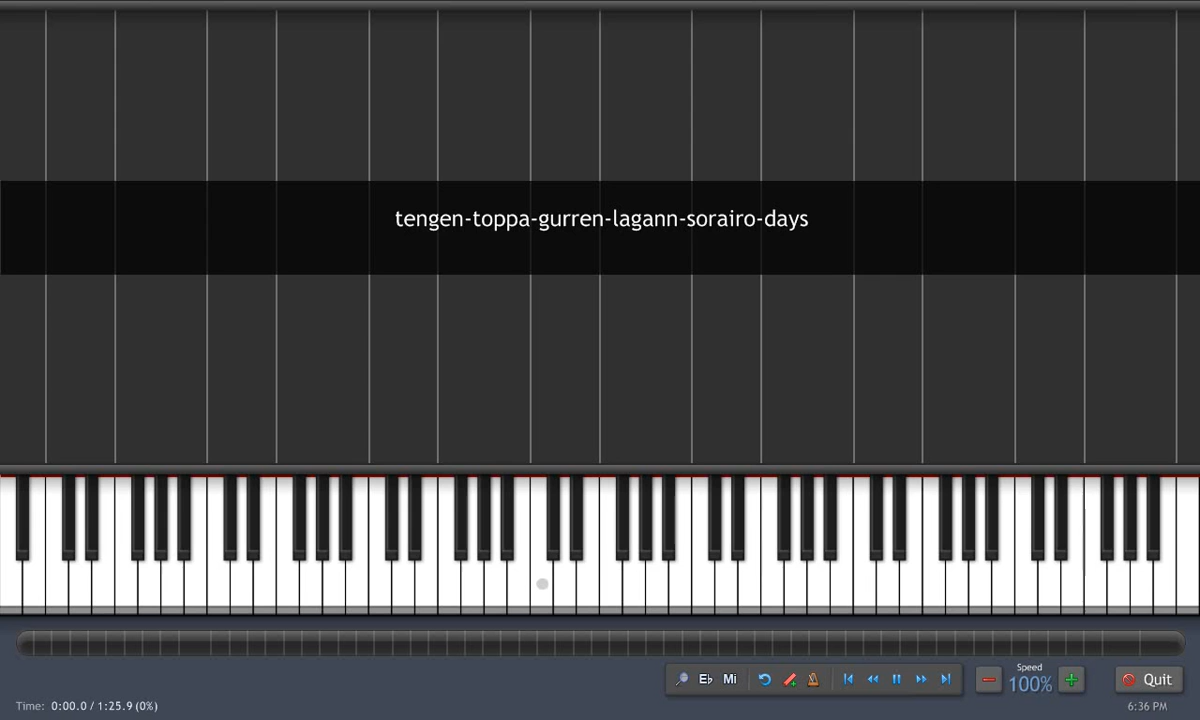 tengen-toppa-gurren-lagann-sorairo-days
E♭ Mi
Speed
100%
Quit
Time: 0:00.0 / 1:25.9 (0%)
6:36 PM